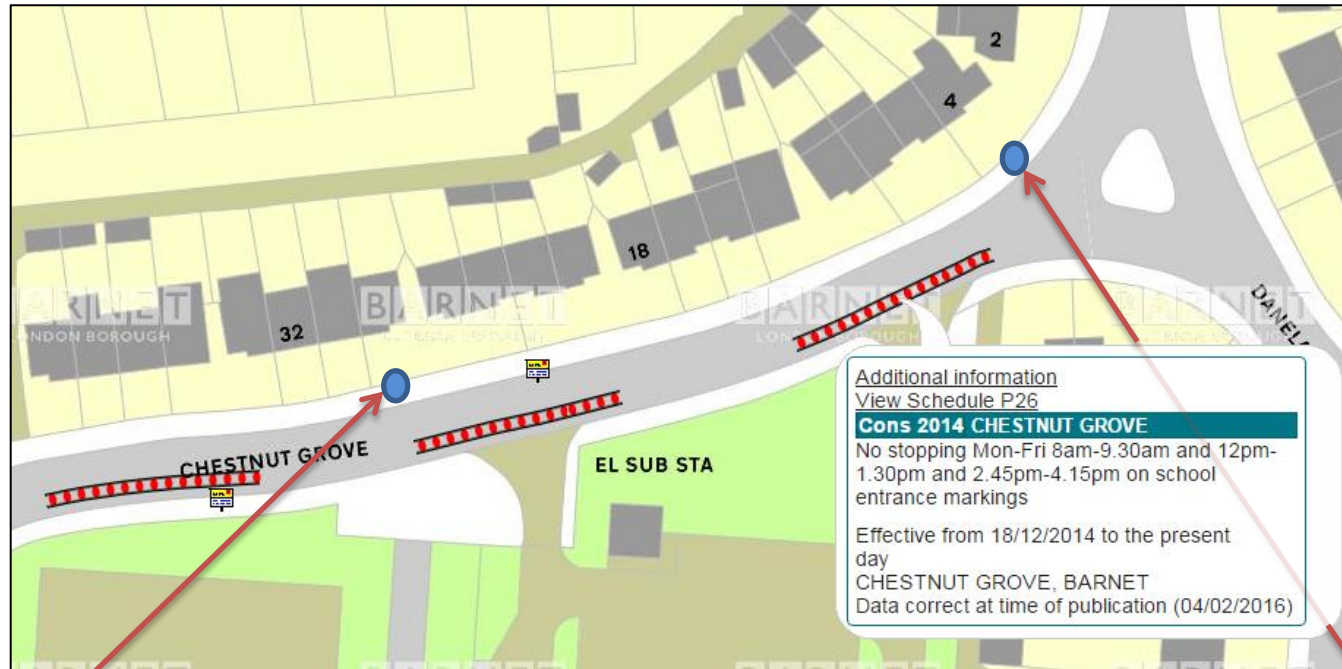 2
4
18
32
BARNET
LONDON BOROUGH
BARNET
BARNET
LONDON BOROUGH
BARNET
CHESTNUT GROVE
EL SUB STA
Additional information
View Schedule P26
Cons 2014 CHESTNUT GROVE
No stopping Mon-Fri 8am-9.30am and 12pm-
1.30pm and 2.45pm-4.15pm on school
entrance markings
Effective from 18/12/2014 to the present
day
CHESTNUT GROVE, BARNET
Data correct at time of publication (04/02/2016)